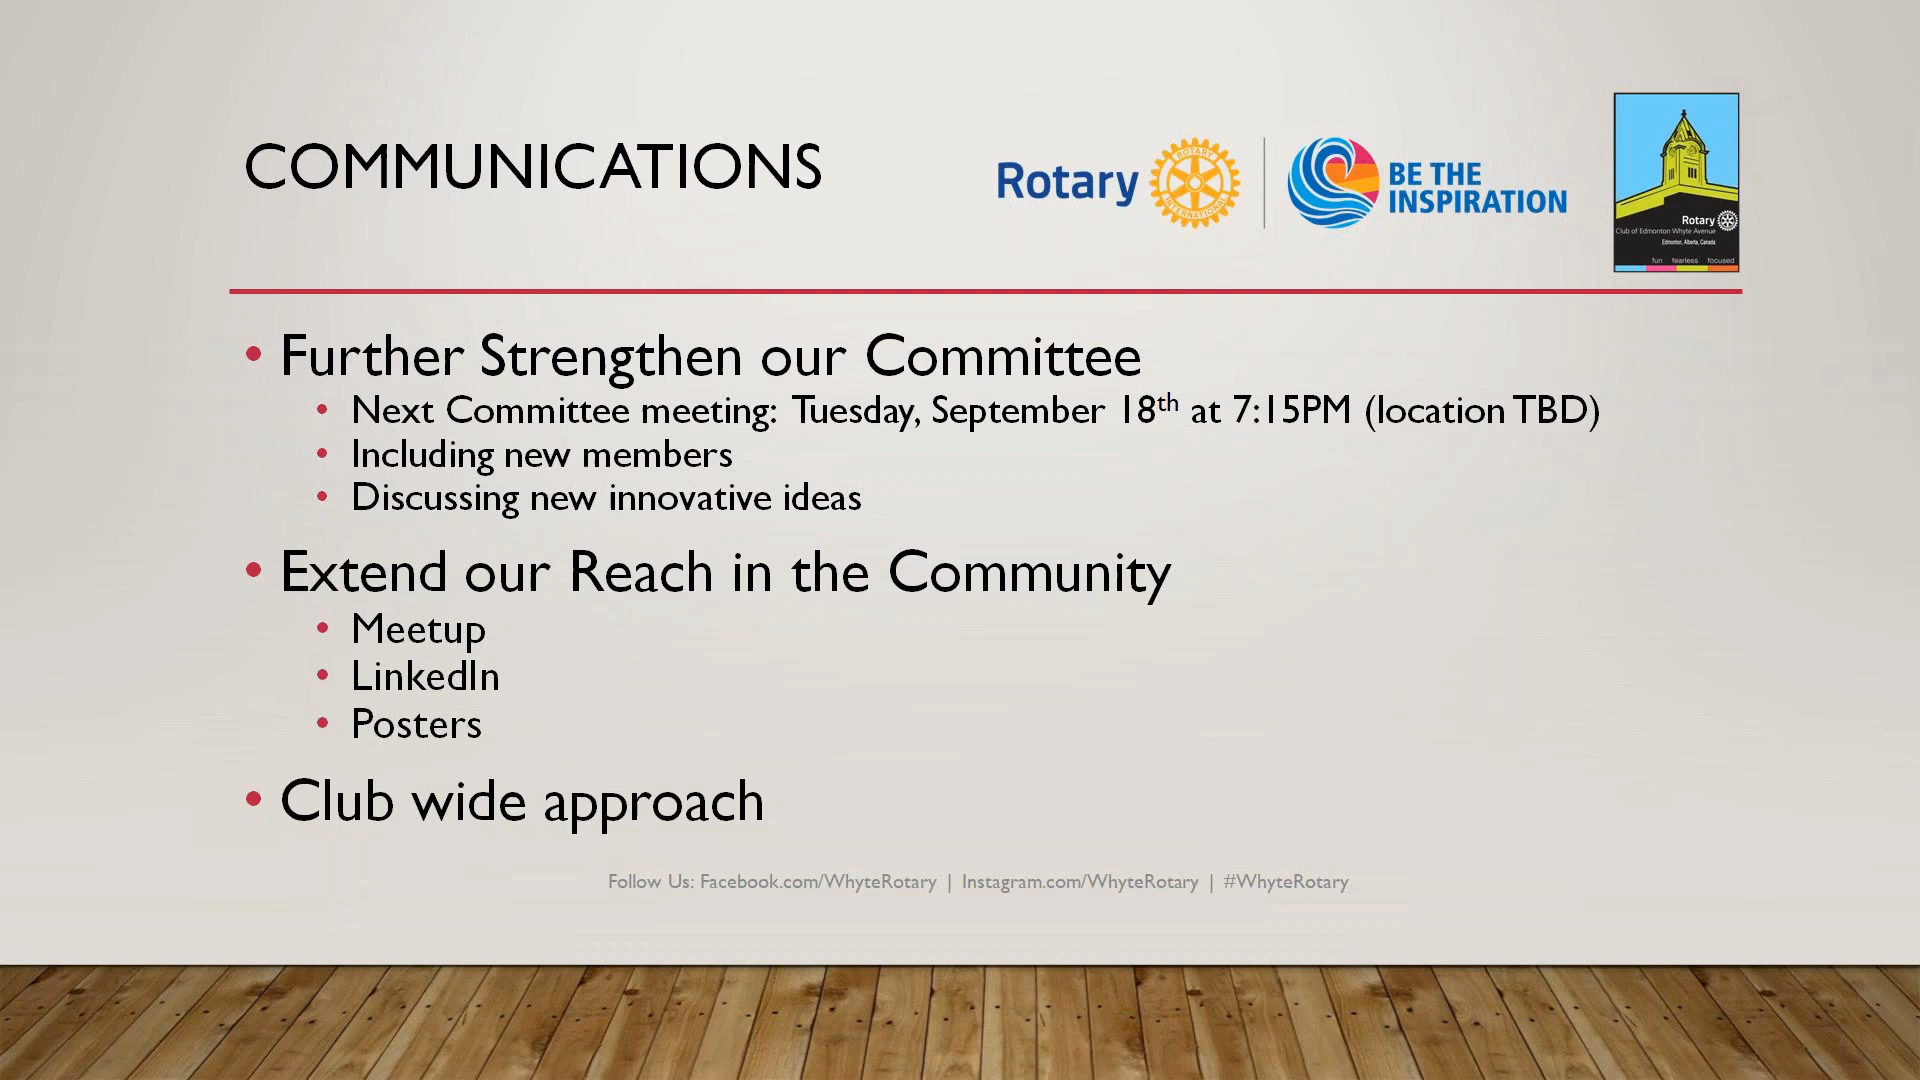 COMMUNICATIONS
Rotary
ROTARY
INTERNATIONAL
BE THE
INSPIRATION
Rotary
Club of Edmonton Whyte Avenue
Edmonton, Alberta, Canada
fun fearless focused
• Further Strengthen our Committee
• Next Committee meeting: Tuesday, September 18th at 7:15PM (location TBD)
• Including new members
• Discussing new innovative ideas
• Extend our Reach in the Community
• Meetup
• LinkedIn
• Posters
• Club wide approach
Follow Us: Facebook.com/WhyteRotary | Instagram.com/WhyteRotary | #WhyteRotary